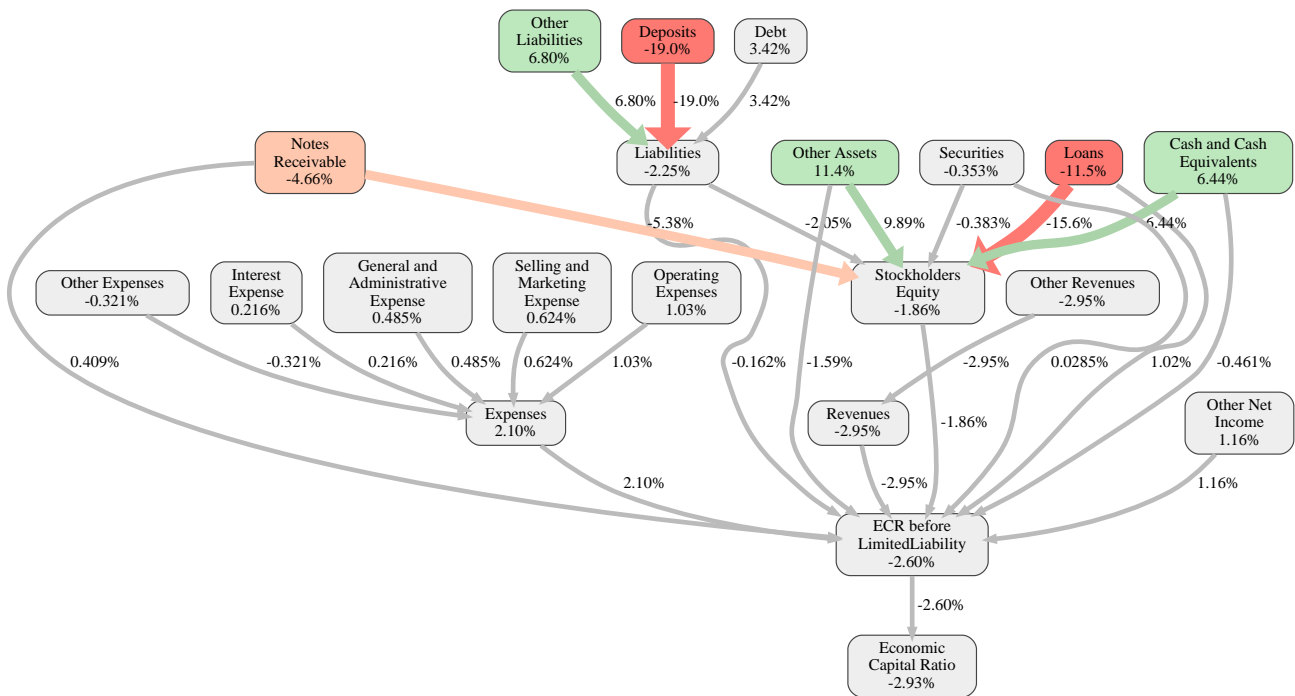 Other
Liabilities
6.80%
Deposits
-19.0%
Debt
3.42%
6.80%
-19.0%
3.42%
Notes
Receivable
-4.66%
Liabilities
-2.25%
Other Assets
11.4%
Securities
-0.353%
Loans
-11.5%
Cash and Cash
Equivalents
6.44%
-5.38%
-2.05%
9.89%
-0.383%
-15.6%
6.44%
Other Expenses
-0.321%
Interest
Expense
0.216%
General and
Administrative
Expense
0.485%
Selling and
Marketing
Expense
0.624%
Operating
Expenses
1.03%
Stockholders
Equity
-1.86%
Other Revenues
-2.95%
0.409%
-0.321%
0.216%
0.485%
0.624%
1.03%
-0.162%
-1.59%
-2.95%
0.0285%
1.02%
-0.461%
Expenses
2.10%
Revenues
-2.95%
-1.86%
Other Net
Income
1.16%
2.10%
-2.95%
1.16%
ECR before
LimitedLiability
-2.60%
-2.60%
Economic
Capital Ratio
-2.93%